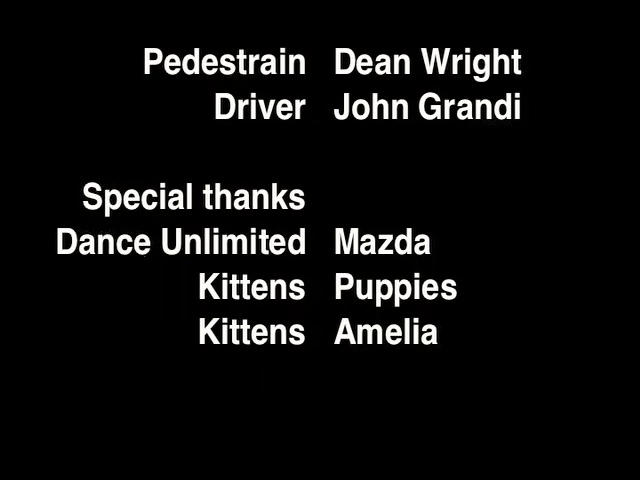 Pedestrain Dean Wright
Driver John Grandi
Special thanks
Dance Unlimited Mazda
Kittens Puppies
Kittens Amelia